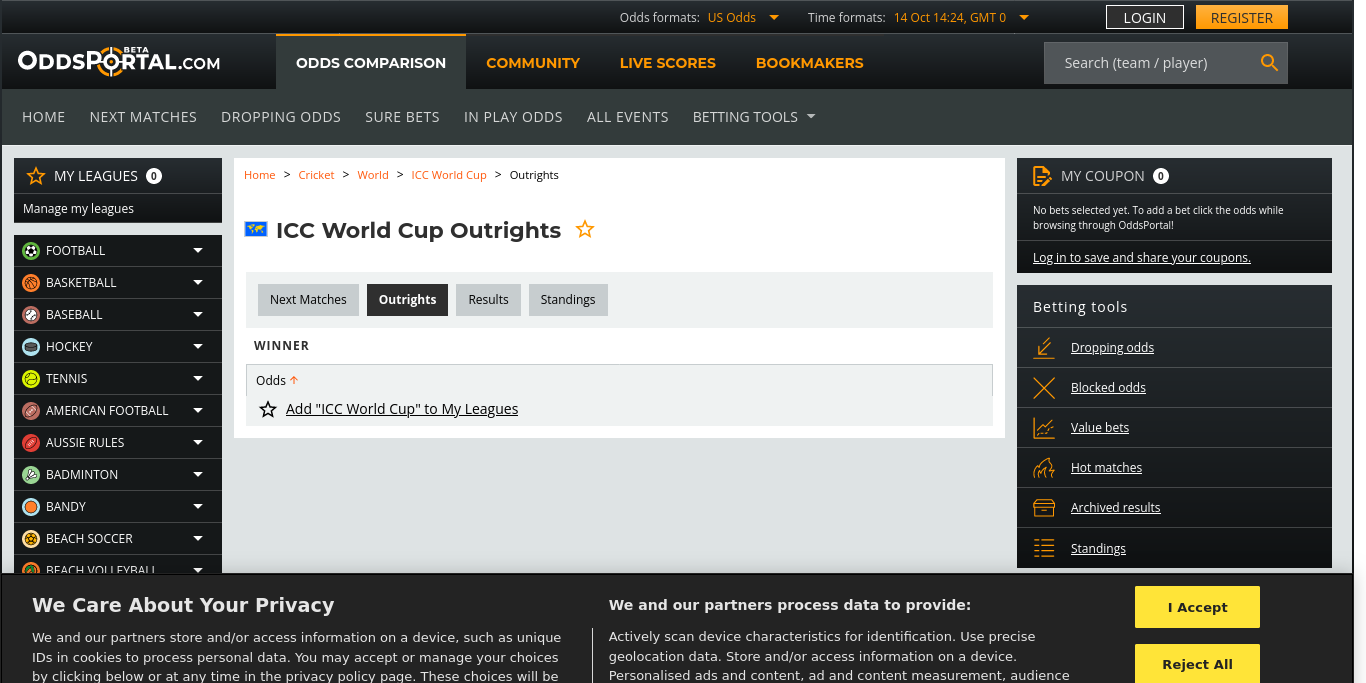 Odds formats: US Odds
Time formats: 14 Oct 14:24, GMT 0
LOGIN
REGISTER
ODDSPORTAL.COM
BETA
ODDS COMPARISON
COMMUNITY
LIVE SCORES
BOOKMAKERS
Search (team / player)
HOME
NEXT MATCHES
DROPPING ODDS
SURE BETS
IN PLAY ODDS
ALL EVENTS
BETTING TOOLS
MY LEAGUES 0
Manage my leagues
FOOTBALL
BASKETBALL
BASEBALL
HOCKEY
TENNIS
AMERICAN FOOTBALL
AUSSIE RULES
BADMINTON
BANDY
BEACH SOCCER
BEACH VOLLEYBALL
Home > Cricket > World > ICC World Cup > Outrights
ICC World Cup Outrights
Next Matches
Outrights
Results
Standings
WINNER
Odds
Add "ICC World Cup" to My Leagues
MY COUPON 0
No bets selected yet. To add a bet click the odds while
browsing through OddsPortal!
Log in to save and share your coupons.
Betting tools
Dropping odds
Blocked odds
Value bets
Hot matches
Archived results
Standings
We Care About Your Privacy
We and our partners store and/or access information on a device, such as unique
IDs in cookies to process personal data. You may accept or manage your choices
by clicking below or at any time in the privacy policy page. These choices will be
We and our partners process data to provide:
Actively scan device characteristics for identification. Use precise
geolocation data. Store and/or access information on a device.
Personalised ads and content, ad and content measurement, audience
I Accept
Reject All